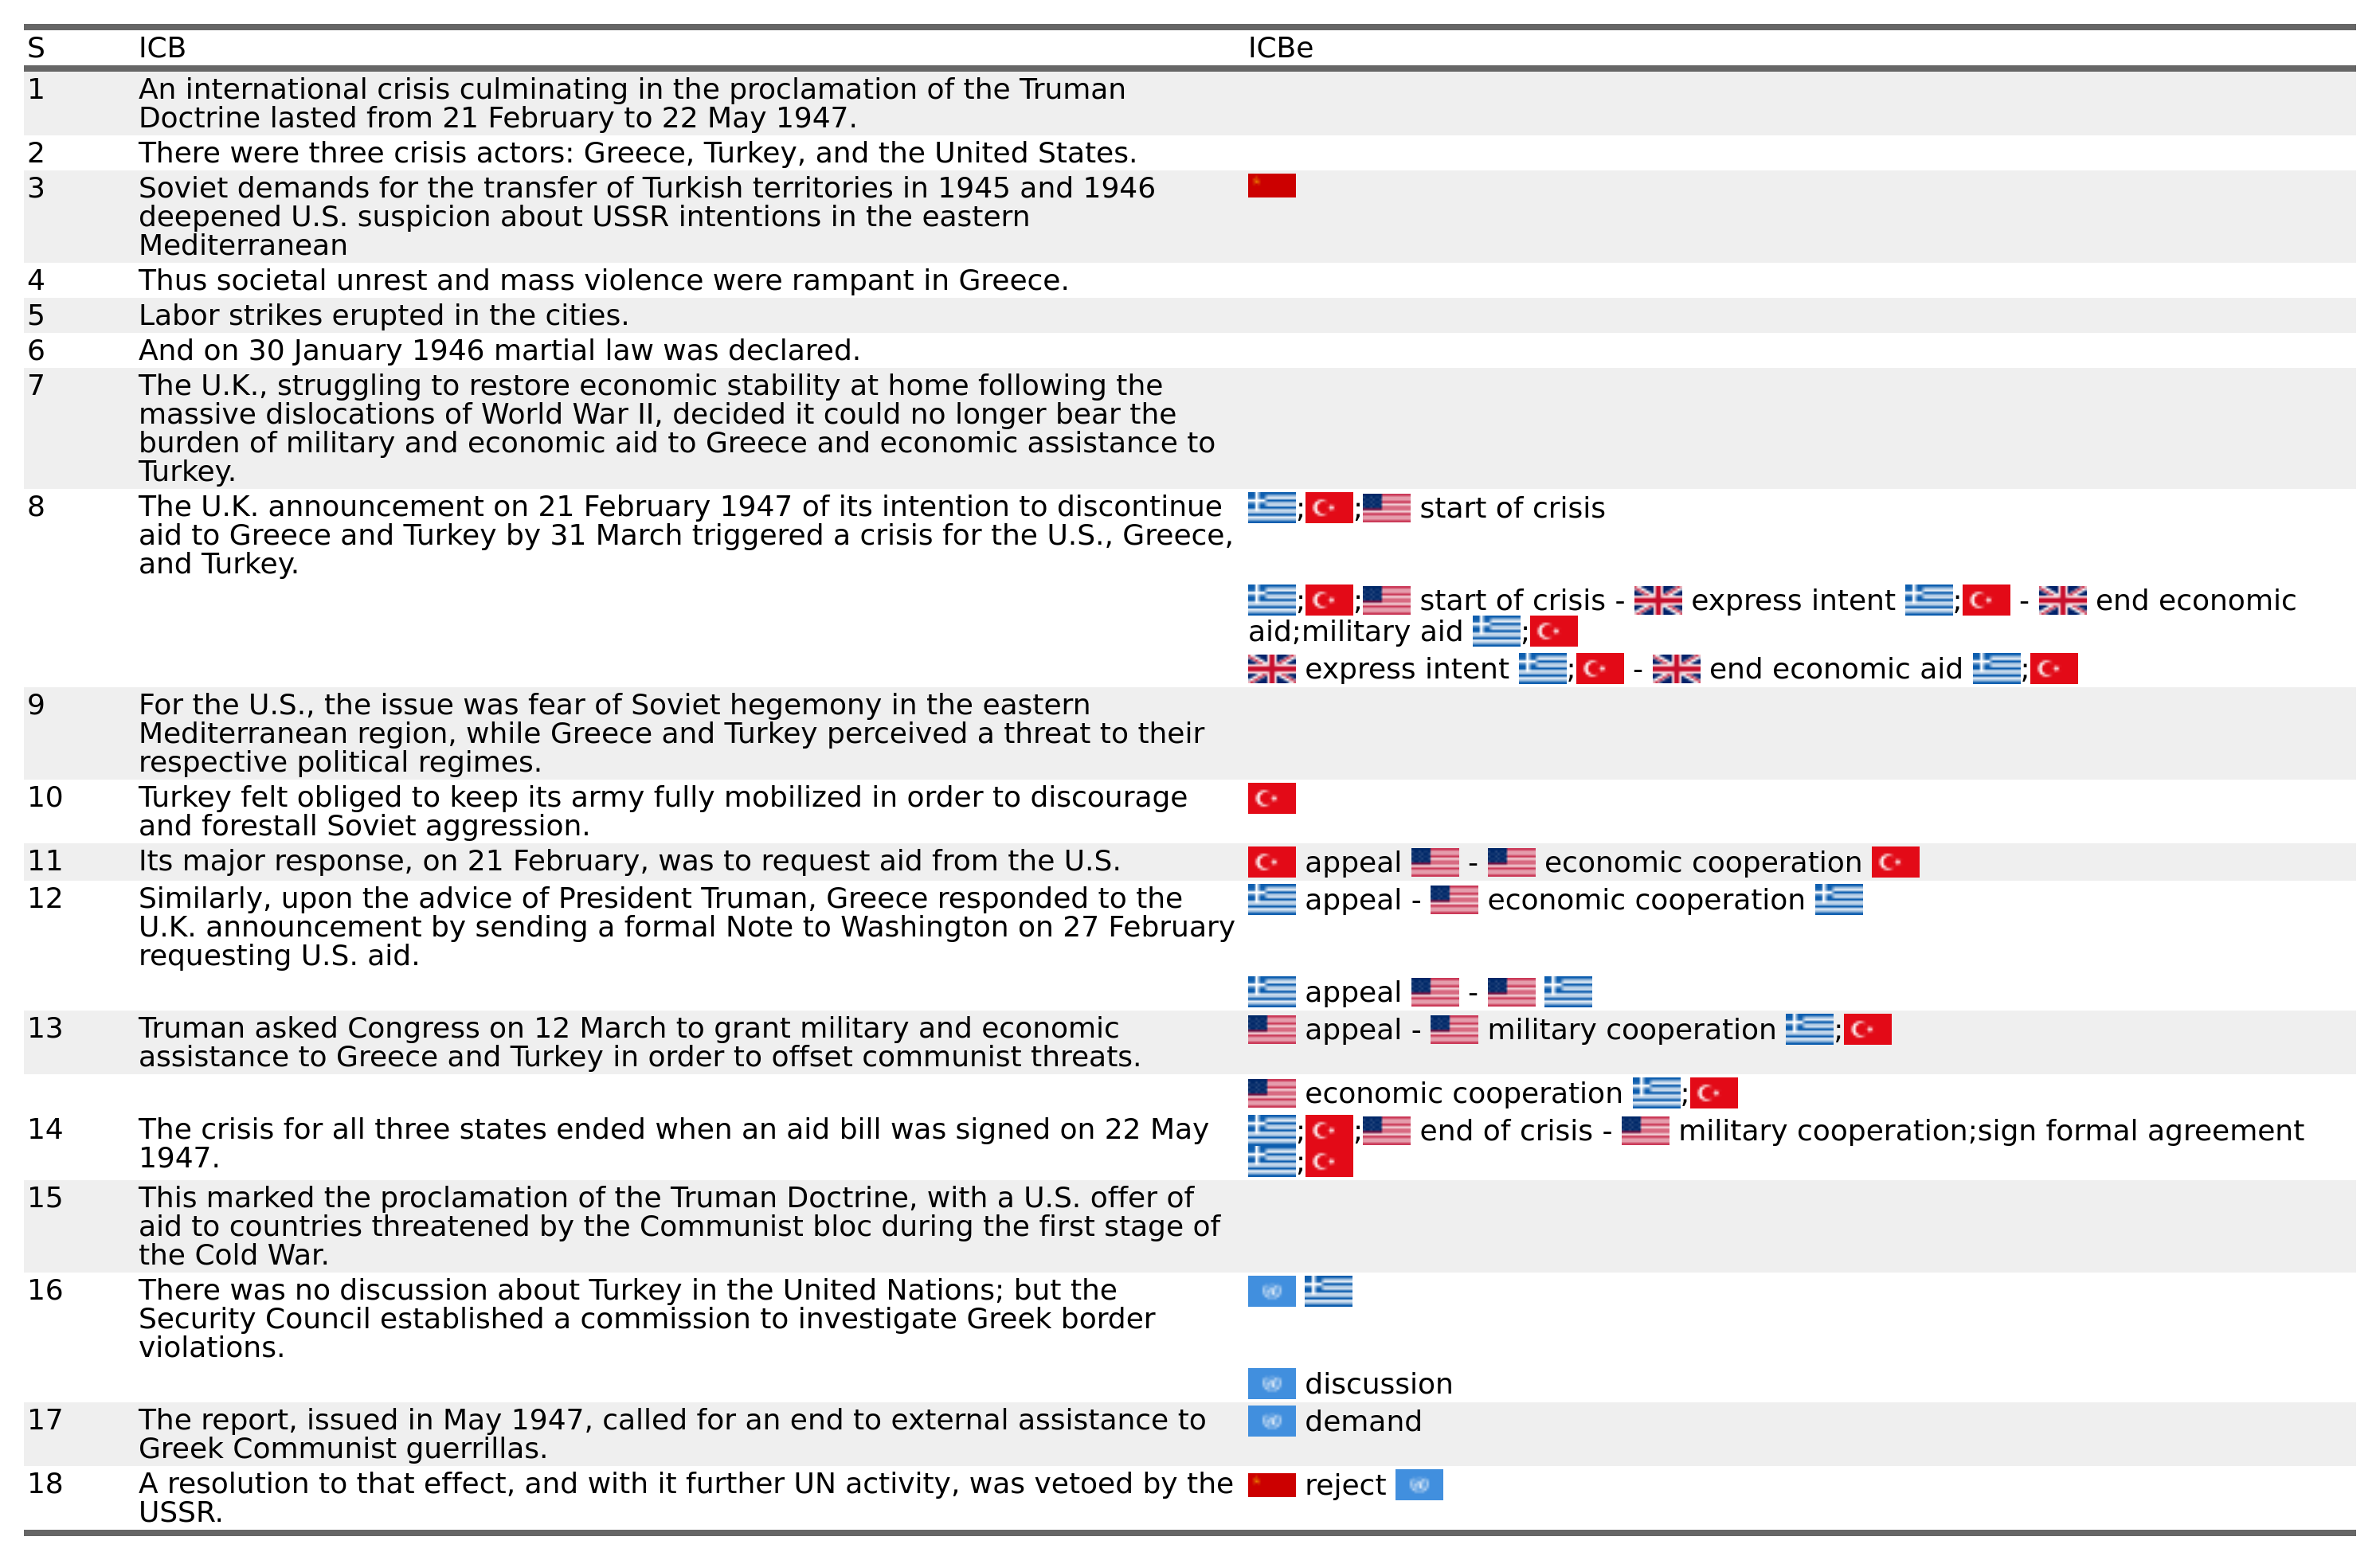 S ICB ICBe
1 An international crisis culminating in the proclamation of the Truman
Doctrine lasted from 21 February to 22 May 1947.
2 There were three crisis actors: Greece, Turkey, and the United States.
3 Soviet demands for the transfer of Turkish territories in 1945 and 1946
deepened U.S. suspicion about USSR intentions in the eastern
Mediterranean
4 Thus societal unrest and mass violence were rampant in Greece.
5 Labor strikes erupted in the cities.
6 And on 30 January 1946 martial law was declared.
7 The U.K., struggling to restore economic stability at home following the
massive dislocations of World War II, decided it could no longer bear the
burden of military and economic aid to Greece and economic assistance to
Turkey.
8 The U.K. announcement on 21 February 1947 of its intention to discontinue
aid to Greece and Turkey by 31 March triggered a crisis for the U.S., Greece,
and Turkey.
; ; start of crisis
; ; start of crisis - express intent ; - end economic
aid;military aid ;
express intent ; - end economic aid ;
9 For the U.S., the issue was fear of Soviet hegemony in the eastern
Mediterranean region, while Greece and Turkey perceived a threat to their
respective political regimes.
10 Turkey felt obliged to keep its army fully mobilized in order to discourage
and forestall Soviet aggression.
11 Its major response, on 21 February, was to request aid from the U.S. appeal - economic cooperation
12 Similarly, upon the advice of President Truman, Greece responded to the
U.K. announcement by sending a formal Note to Washington on 27 February
requesting U.S. aid.
appeal - economic cooperation
appeal -
13 Truman asked Congress on 12 March to grant military and economic
assistance to Greece and Turkey in order to offset communist threats.
appeal - military cooperation ;
economic cooperation ;
14 The crisis for all three states ended when an aid bill was signed on 22 May
1947.
; ; end of crisis - military cooperation;sign formal agreement
;
15 This marked the proclamation of the Truman Doctrine, with a U.S. offer of
aid to countries threatened by the Communist bloc during the first stage of
the Cold War.
16 There was no discussion about Turkey in the United Nations; but the
Security Council established a commission to investigate Greek border
violations.
discussion
17 The report, issued in May 1947, called for an end to external assistance to
Greek Communist guerrillas.
demand
18 A resolution to that effect, and with it further UN activity, was vetoed by the
USSR.
reject